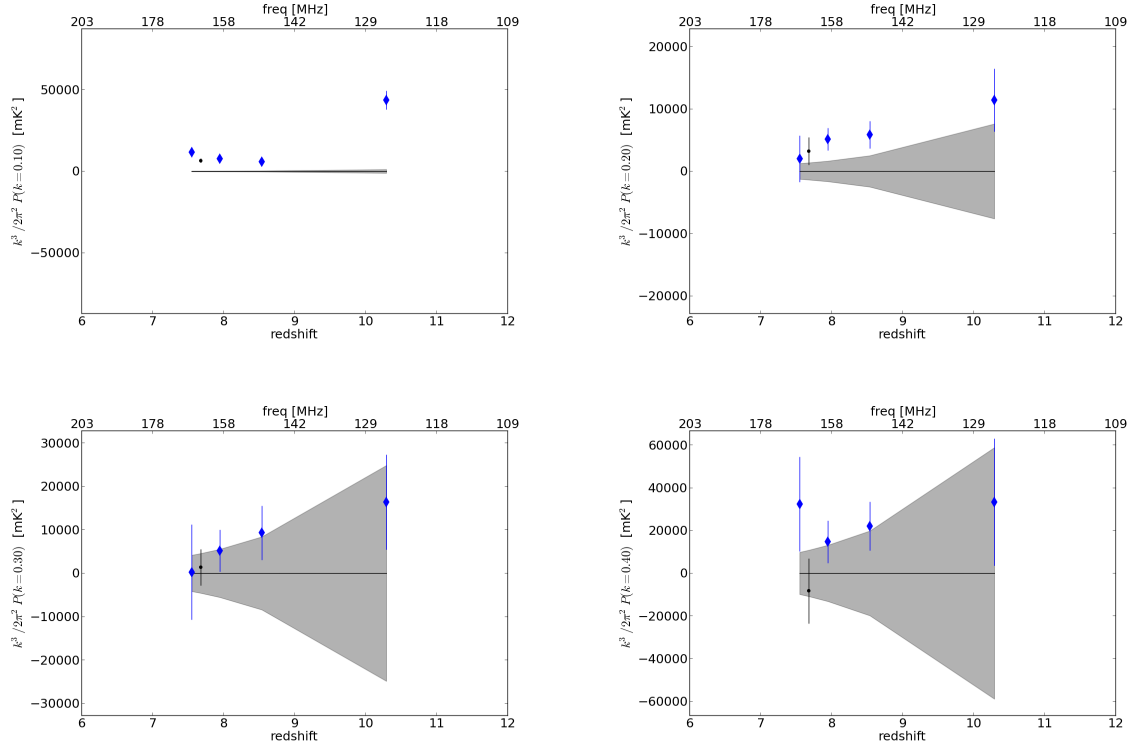 freq [MHz]
203 178 158 142 129 118 109
50000
0
−50000
k³/2π² P(k=0.10) [mK²]
6 7 8 9 10 11 12
redshift
freq [MHz]
203 178 158 142 129 118 109
20000
10000
0
−10000
−20000
k³/2π² P(k=0.20) [mK²]
6 7 8 9 10 11 12
redshift
freq [MHz]
203 178 158 142 129 118 109
30000
20000
10000
0
−10000
−20000
−30000
k³/2π² P(k=0.30) [mK²]
6 7 8 9 10 11 12
redshift
freq [MHz]
203 178 158 142 129 118 109
60000
40000
20000
0
−20000
−40000
−60000
k³/2π² P(k=0.40) [mK²]
6 7 8 9 10 11 12
redshift